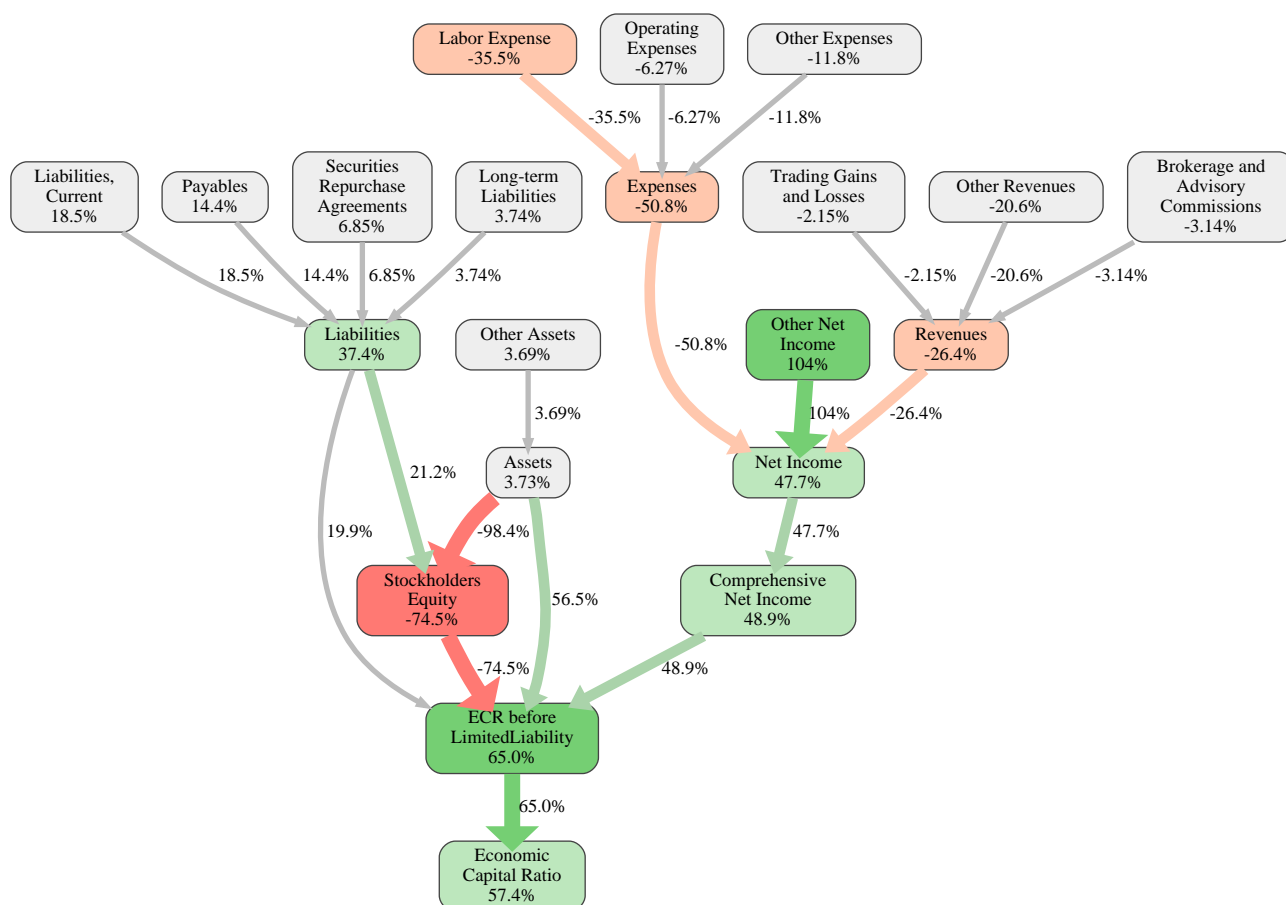 Labor Expense
-35.5%
Operating
Expenses
-6.27%
Other Expenses
-11.8%
-35.5%
-6.27%
-11.8%
Liabilities,
Current
18.5%
Payables
14.4%
Securities
Repurchase
Agreements
6.85%
Long-term
Liabilities
3.74%
Expenses
-50.8%
Trading Gains
and Losses
-2.15%
Other Revenues
-20.6%
Brokerage and
Advisory
Commissions
-3.14%
18.5%
14.4%
6.85%
3.74%
-2.15%
-20.6%
-3.14%
Liabilities
37.4%
Other Assets
3.69%
-50.8%
Other Net
Income
104%
Revenues
-26.4%
3.69%
104%
-26.4%
21.2%
Assets
3.73%
Net Income
47.7%
19.9%
-98.4%
47.7%
Stockholders
Equity
-74.5%
56.5%
Comprehensive
Net Income
48.9%
-74.5%
48.9%
ECR before
LimitedLiability
65.0%
65.0%
Economic
Capital Ratio
57.4%